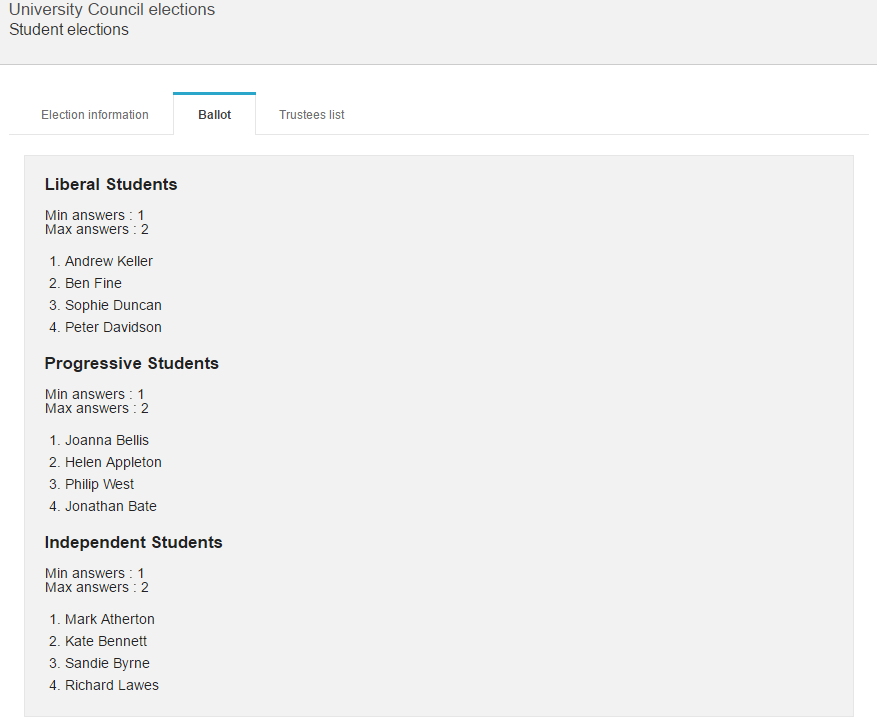 University Council elections
Student elections
Election information
Ballot
Trustees list
Liberal Students
Min answers : 1
Max answers : 2
1. Andrew Keller
2. Ben Fine
3. Sophie Duncan
4. Peter Davidson
Progressive Students
Min answers : 1
Max answers : 2
1. Joanna Bellis
2. Helen Appleton
3. Philip West
4. Jonathan Bate
Independent Students
Min answers : 1
Max answers : 2
1. Mark Atherton
2. Kate Bennett
3. Sandie Byrne
4. Richard Lawes